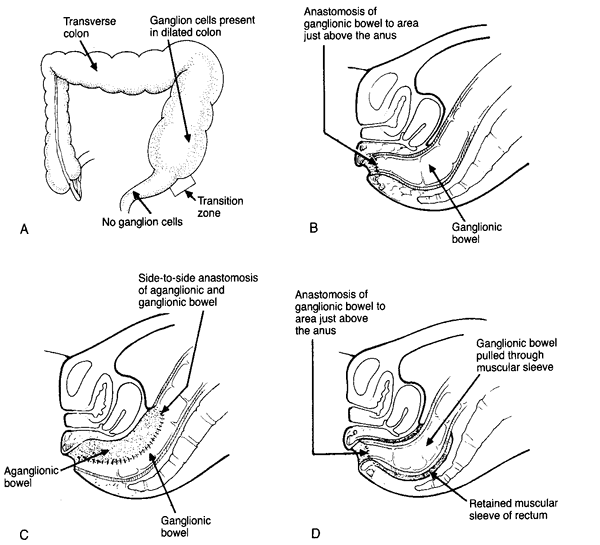 Transverse
colon
Ganglion cells present
in dilated colon
Transition
zone
No ganglion cells
A
Anastomosis of
ganglionic bowel to area
just above the anus
Ganglionic
bowel
B
Side-to-side anastomosis
of aganglionic and
ganglionic bowel
Aganglionic
bowel
Ganglionic
bowel
C
Anastomosis of
ganglionic bowel to
area just above
the anus
Ganglionic bowel
pulled through
muscular sleeve
Retained muscular
sleeve of rectum
D